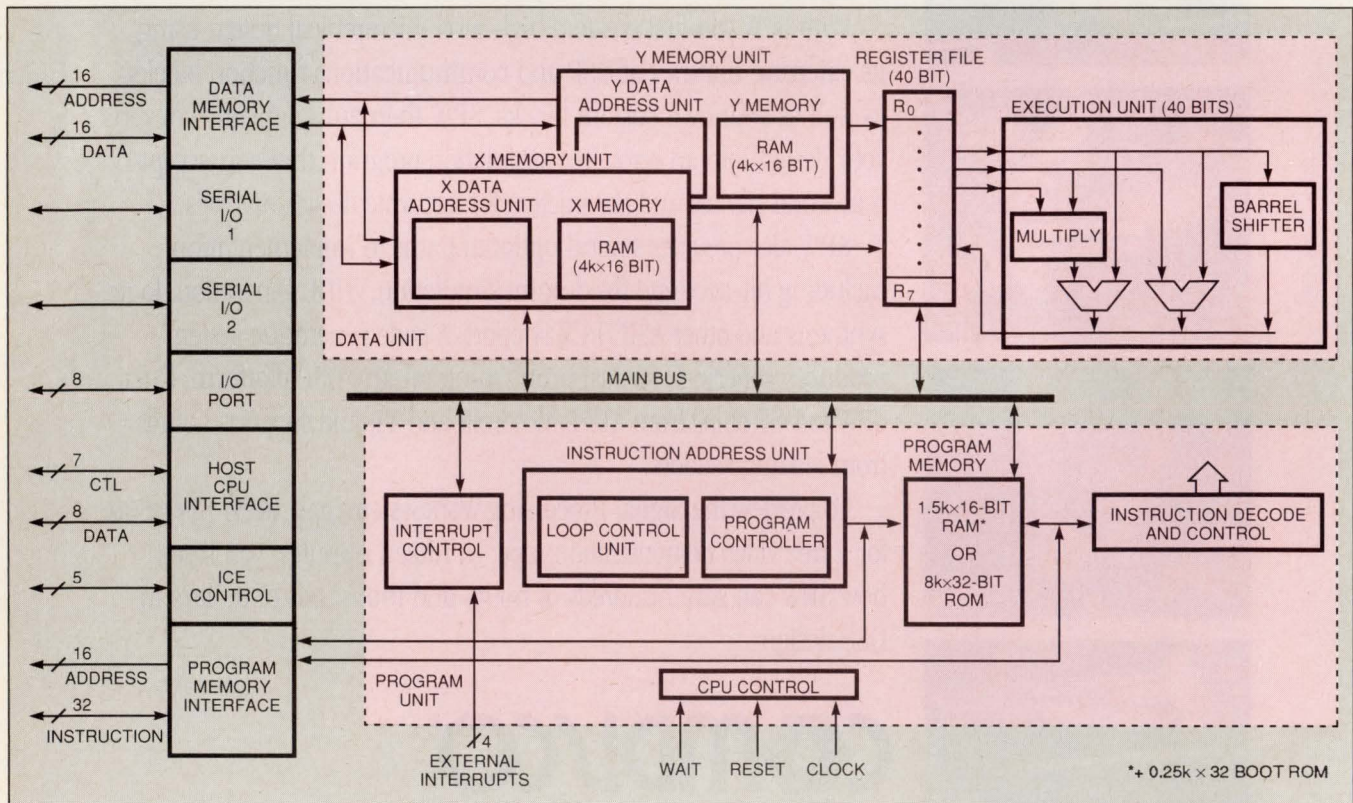 16
ADDRESS
16
DATA
DATA
MEMORY
INTERFACE
SERIAL
I/O
1
SERIAL
I/O
2
8
I/O
PORT
7
CTL
8
DATA
HOST
CPU
INTERFACE
5
ICE
CONTROL
16
ADDRESS
32
INSTRUCTION
PROGRAM
MEMORY
INTERFACE
Y MEMORY UNIT
Y DATA
ADDRESS UNIT
Y MEMORY
RAM
(4k×16 BIT)
X MEMORY UNIT
X DATA
ADDRESS UNIT
X MEMORY
RAM
(4k×16 BIT)
DATA UNIT
REGISTER FILE
(40 BIT)
R0
R7
EXECUTION UNIT (40 BITS)
MULTIPLY
BARREL
SHIFTER
MAIN BUS
INTERRUPT
CONTROL
INSTRUCTION ADDRESS UNIT
LOOP CONTROL
UNIT
PROGRAM
CONTROLLER
PROGRAM
MEMORY
1.5k×16-BIT
RAM*
OR
8k×32-BIT
ROM
INSTRUCTION DECODE
AND CONTROL
PROGRAM
UNIT
CPU CONTROL
4
EXTERNAL
INTERRUPTS
WAIT RESET CLOCK
*+ 0.25k × 32 BOOT ROM